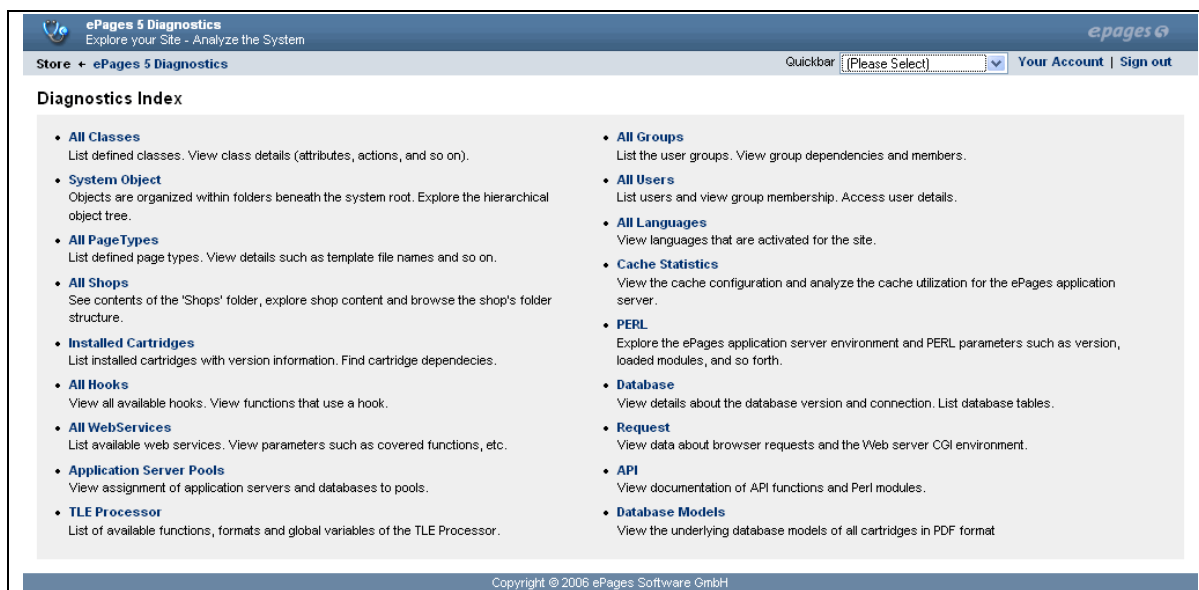 ePages 5 Diagnostics
Explore your Site - Analyze the System
epages
Store ← ePages 5 Diagnostics
Quickbar (Please Select) Your Account | Sign out
Diagnostics Index
• All Classes
List defined classes. View class details (attributes, actions, and so on).
• System Object
Objects are organized within folders beneath the system root. Explore the hierarchical
object tree.
• All PageTypes
List defined page types. View details such as template file names and so on.
• All Shops
See contents of the 'Shops' folder, explore shop content and browse the shop's folder
structure.
• Installed Cartridges
List installed cartridges with version information. Find cartridge dependecies.
• All Hooks
View all available hooks. View functions that use a hook.
• All WebServices
List available web services. View parameters such as covered functions, etc.
• Application Server Pools
View assignment of application servers and databases to pools.
• TLE Processor
List of available functions, formats and global variables of the TLE Processor.
• All Groups
List the user groups. View group dependencies and members.
• All Users
List users and view group membership. Access user details.
• All Languages
View languages that are activated for the site.
• Cache Statistics
View the cache configuration and analyze the cache utilization for the ePages application
server.
• PERL
Explore the ePages application server environment and PERL parameters such as version,
loaded modules, and so forth.
• Database
View details about the database version and connection. List database tables.
• Request
View data about browser requests and the Web server CGI environment.
• API
View documentation of API functions and Perl modules.
• Database Models
View the underlying database models of all cartridges in PDF format
Copyright © 2006 ePages Software GmbH